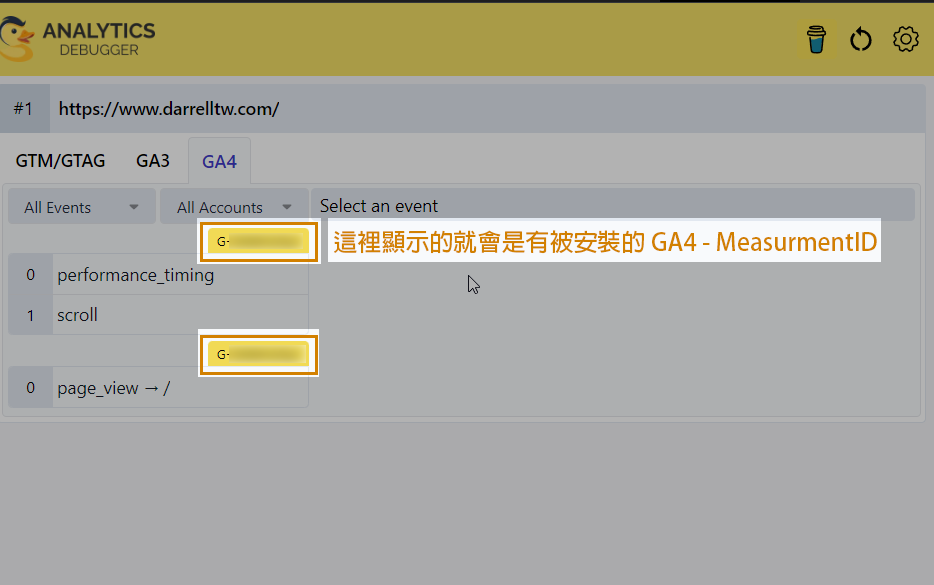 ANALYTICS
DEBUGGER
#1 https://www.darrelltw.com/
GTM/GTAG GA3 GA4
All Events All Accounts Select an event
G-
這裡顯示的就會是有被安裝的 GA4 - MeasurmentID
0 performance_timing
1 scroll
G-
0 page_view → /